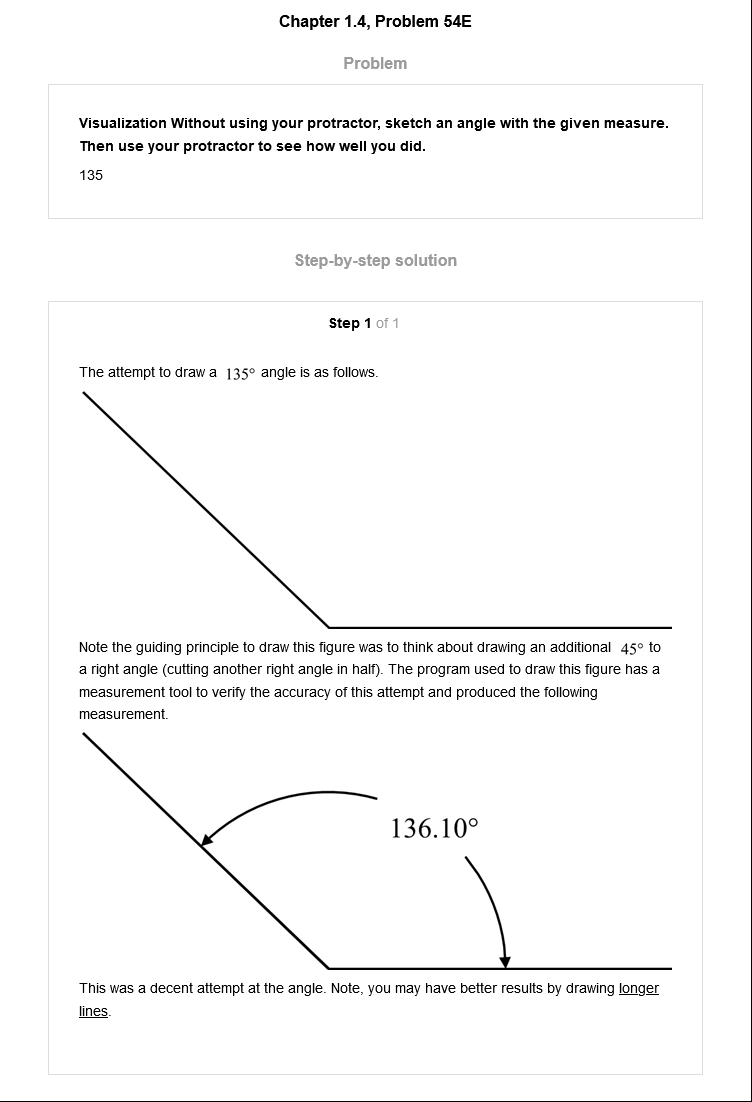 Chapter 1.4, Problem 54E
Problem
Visualization Without using your protractor, sketch an angle with the given measure.
Then use your protractor to see how well you did.
135
Step-by-step solution
Step 1 of 1
The attempt to draw a 135° angle is as follows.
Note the guiding principle to draw this figure was to think about drawing an additional 45° to
a right angle (cutting another right angle in half). The program used to draw this figure has a
measurement tool to verify the accuracy of this attempt and produced the following
measurement.
136.10°
This was a decent attempt at the angle. Note, you may have better results by drawing longer
lines.